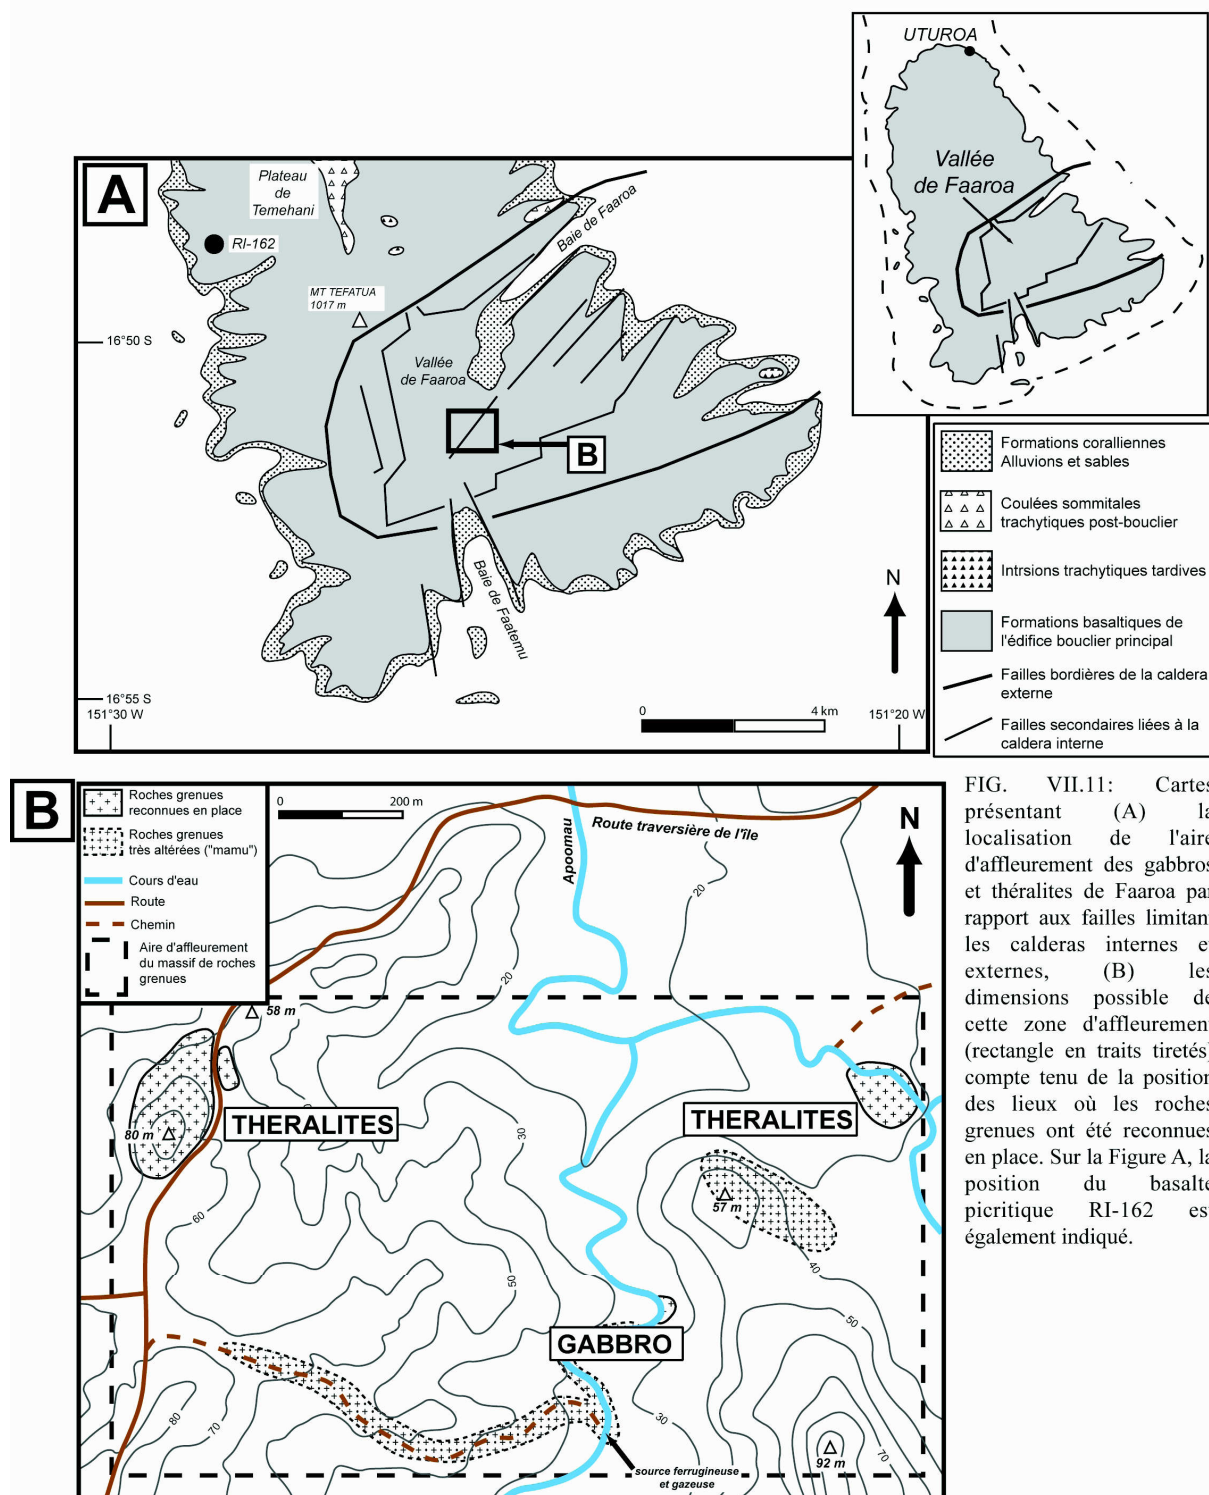 UTUROA
Vallée
de Faaroa
A
Plateau
de
Temehani
RI-162
MT TEFATUA
1017 m
Baie de Faaroa
16°50 S
Vallée
de Faaroa
B
Baie de Faatemu
N
16°55 S
151°30 W
0
4 km
151°20 W
Formations coralliennes
Alluvions et sables
Coulées sommitales
trachytiques post-bouclier
Intrsions trachytiques tardives
Formations basaltiques de
l'édifice bouclier principal
Failles bordières de la caldera
externe
Failles secondaires liées à la
caldera interne
B
Roches grenues
reconnues en place
Roches grenues
très altérées ("mamu")
Cours d'eau
Route
Chemin
Aire d'affleurement
du massif de roches
grenues
0
200 m
Route traversière de l'île
Apoomau
N
20
20
58 m
THERALITES
80 m
THERALITES
30
57 m
60
40
50
50
GABBRO
80
70
30
70
92 m
source ferrugineuse
et gazeuse
FIG. VII.11: Cartes
présentant (A) la
localisation de l'aire
d'affleurement des gabbros
et théralites de Faaroa par
rapport aux failles limitant
les calderas internes et
externes, (B) les
dimensions possible de
cette zone d'affleurement
(rectangle en traits tiretés)
compte tenu de la position
des lieux où les roches
grenues ont été reconnues
en place. Sur la Figure A, la
position du basalte
picritique RI-162 est
également indiqué.